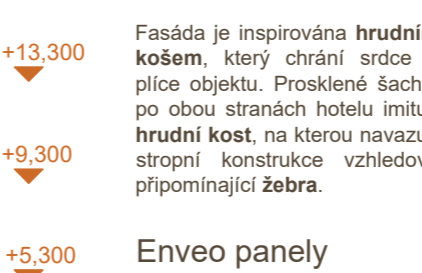 Fasáda je inspirována hrudní
+13,300
košem, který chrání srdce
plíce objektu. Prosklené šach
po obou stranách hotelu imitu
hrudní kost, na kterou navazu
+9,300
stropní konstrukce vzhledov
připomínající žebra.
+5,300
Enveo panely